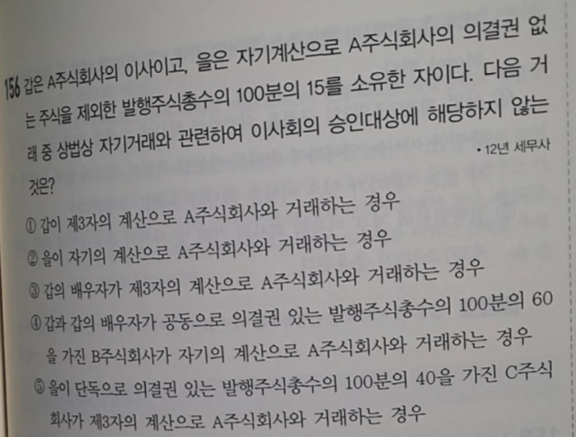 156 갑은 A주식회사의 이사이고, 을은 자기계산으로 A주식회사의 의결권 없
는 주식을 제외한 발행주식총수의 100분의 15를 소유한 자이다. 다음 거
래 중 상법상 자기거래와 관련하여 이사회의 승인대상에 해당하지 않는
것은?
• 12년 세무사
① 갑이 제3자의 계산으로 A주식회사와 거래하는 경우
② 을이 자기의 계산으로 A주식회사와 거래하는 경우
③ 갑의 배우자가 제3자의 계산으로 A주식회사와 거래하는 경우
④ 갑과 갑의 배우자가 공동으로 의결권 있는 발행주식총수의 100분의 60
을 가진 B주식회사가 자기의 계산으로 A주식회사와 거래하는 경우
⑤ 을이 단독으로 의결권 있는 발행주식총수의 100분의 40을 가진 C주식
회사가 제3자의 계산으로 A주식회사와 거래하는 경우